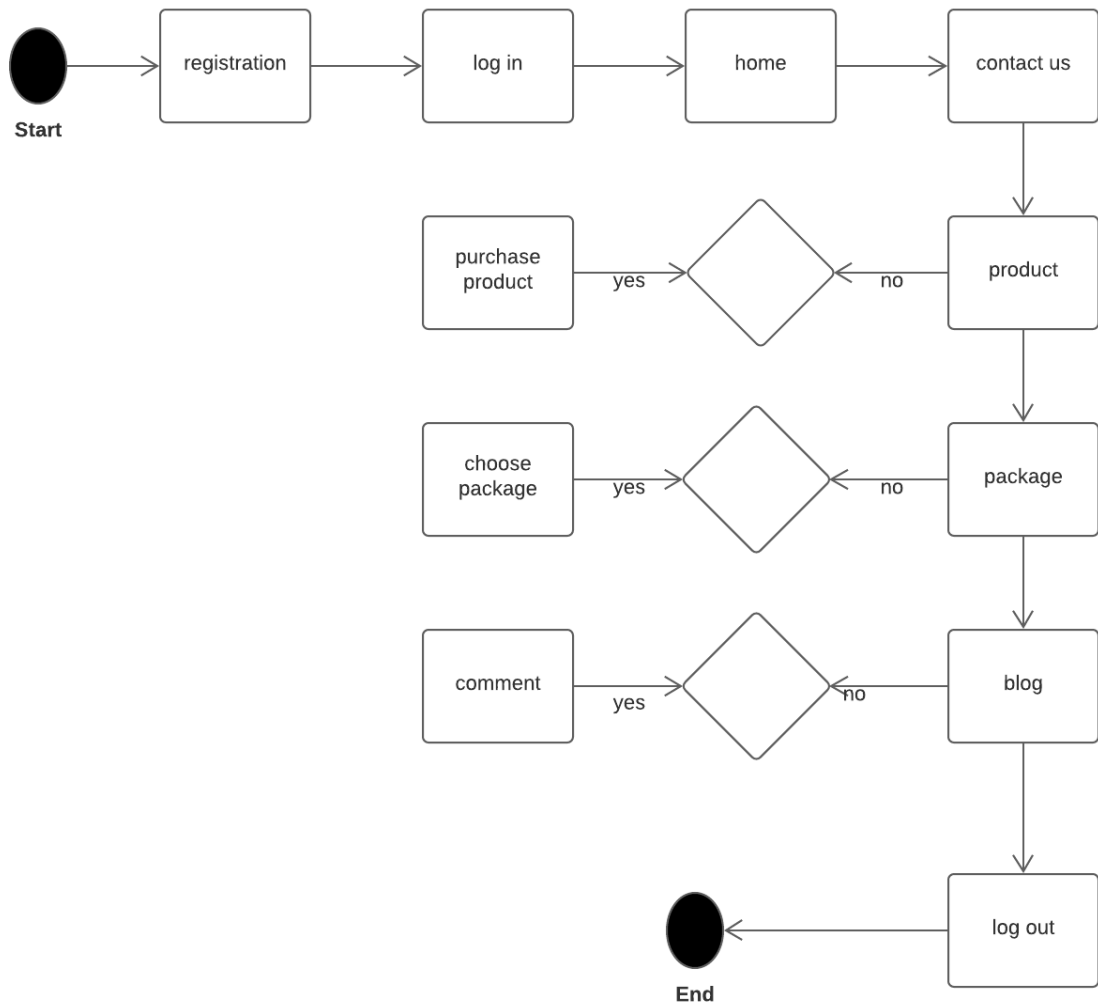 registration
log in
home
contact us
Start
purchase
product
yes
no
product
choose
package
yes
no
package
comment
yes
no
blog
log out
End